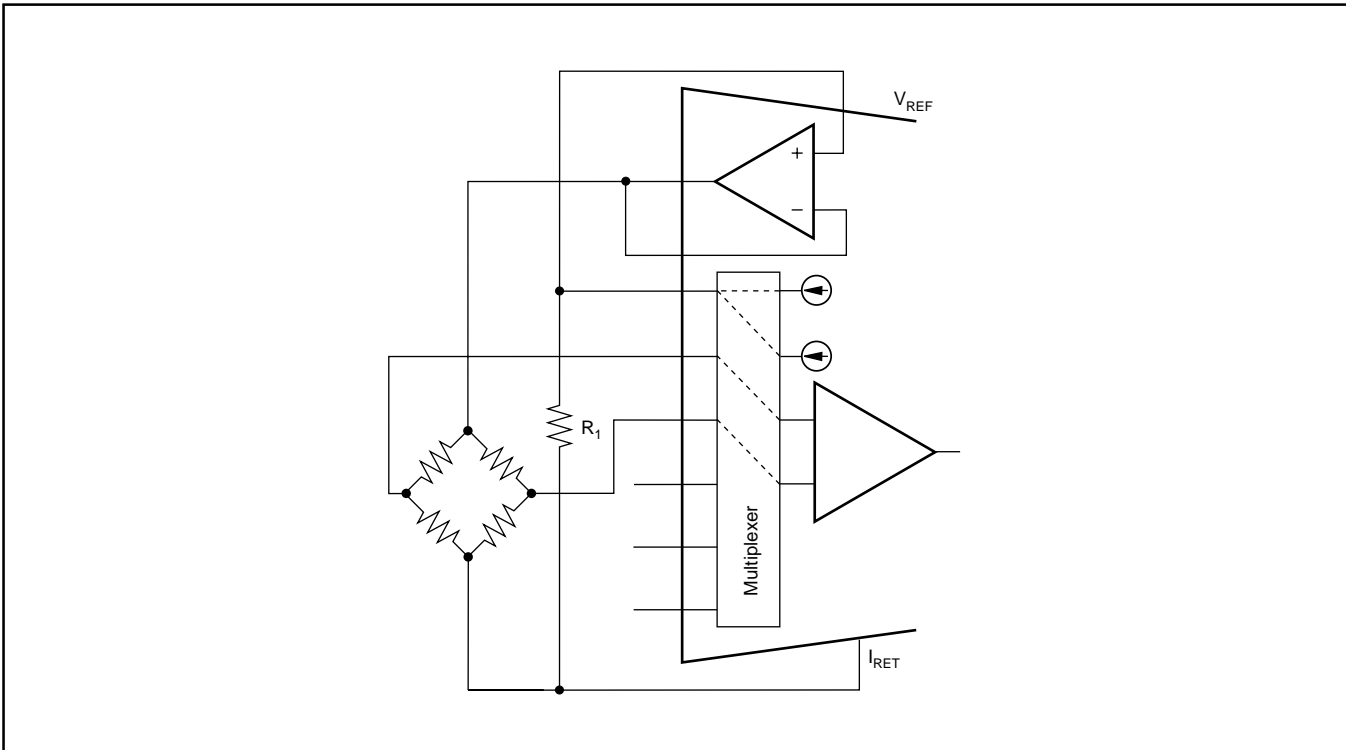 V_REF
+
–
R_1
Multiplexer
I_RET